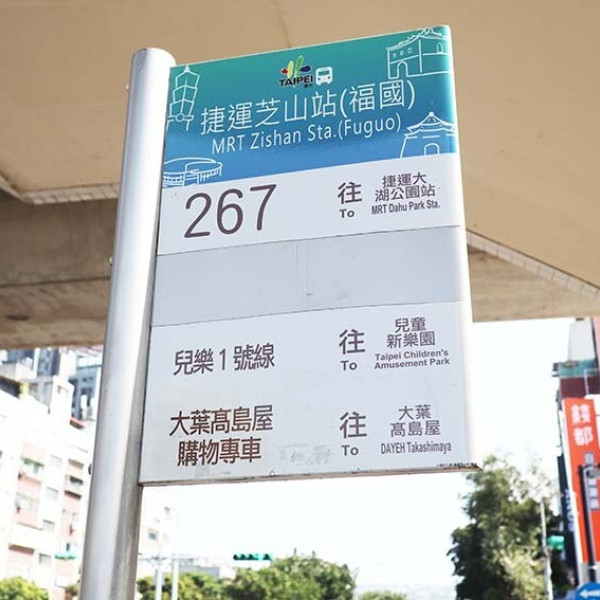 TAIPEI
捷運芝山站(福國)
MRT Zishan Sta.(Fuguo)
267
往
To
捷運大
湖公園站
MRT Dahu Park Sta.
兒樂1號線
往
To
兒童
新樂園
Taipei Children's
Amusement Park
大葉髙島屋
購物專車
往
To
大葉
髙島屋
DAYEH Takashimaya